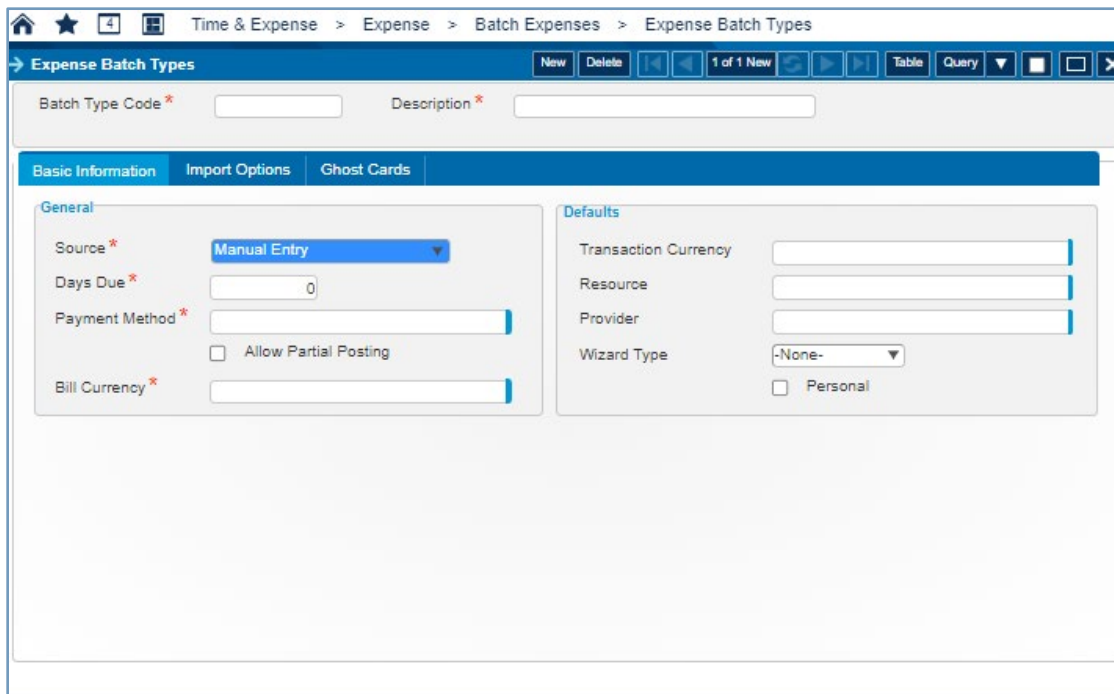 4 Time & Expense > Expense > Batch Expenses > Expense Batch Types
Expense Batch Types New Delete 1 of 1 New Table Query
Batch Type Code * Description *
Basic Information Import Options Ghost Cards
General
Source * Manual Entry
Days Due * 0
Payment Method *
Allow Partial Posting
Bill Currency *
Defaults
Transaction Currency
Resource
Provider
Wizard Type -None-
Personal